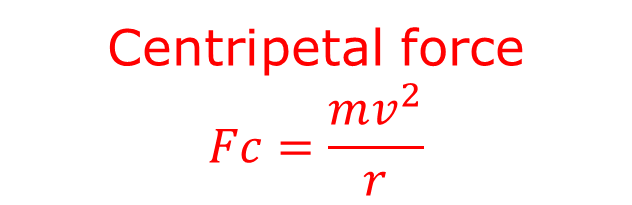 Centripetal force
Fc = mv²/r